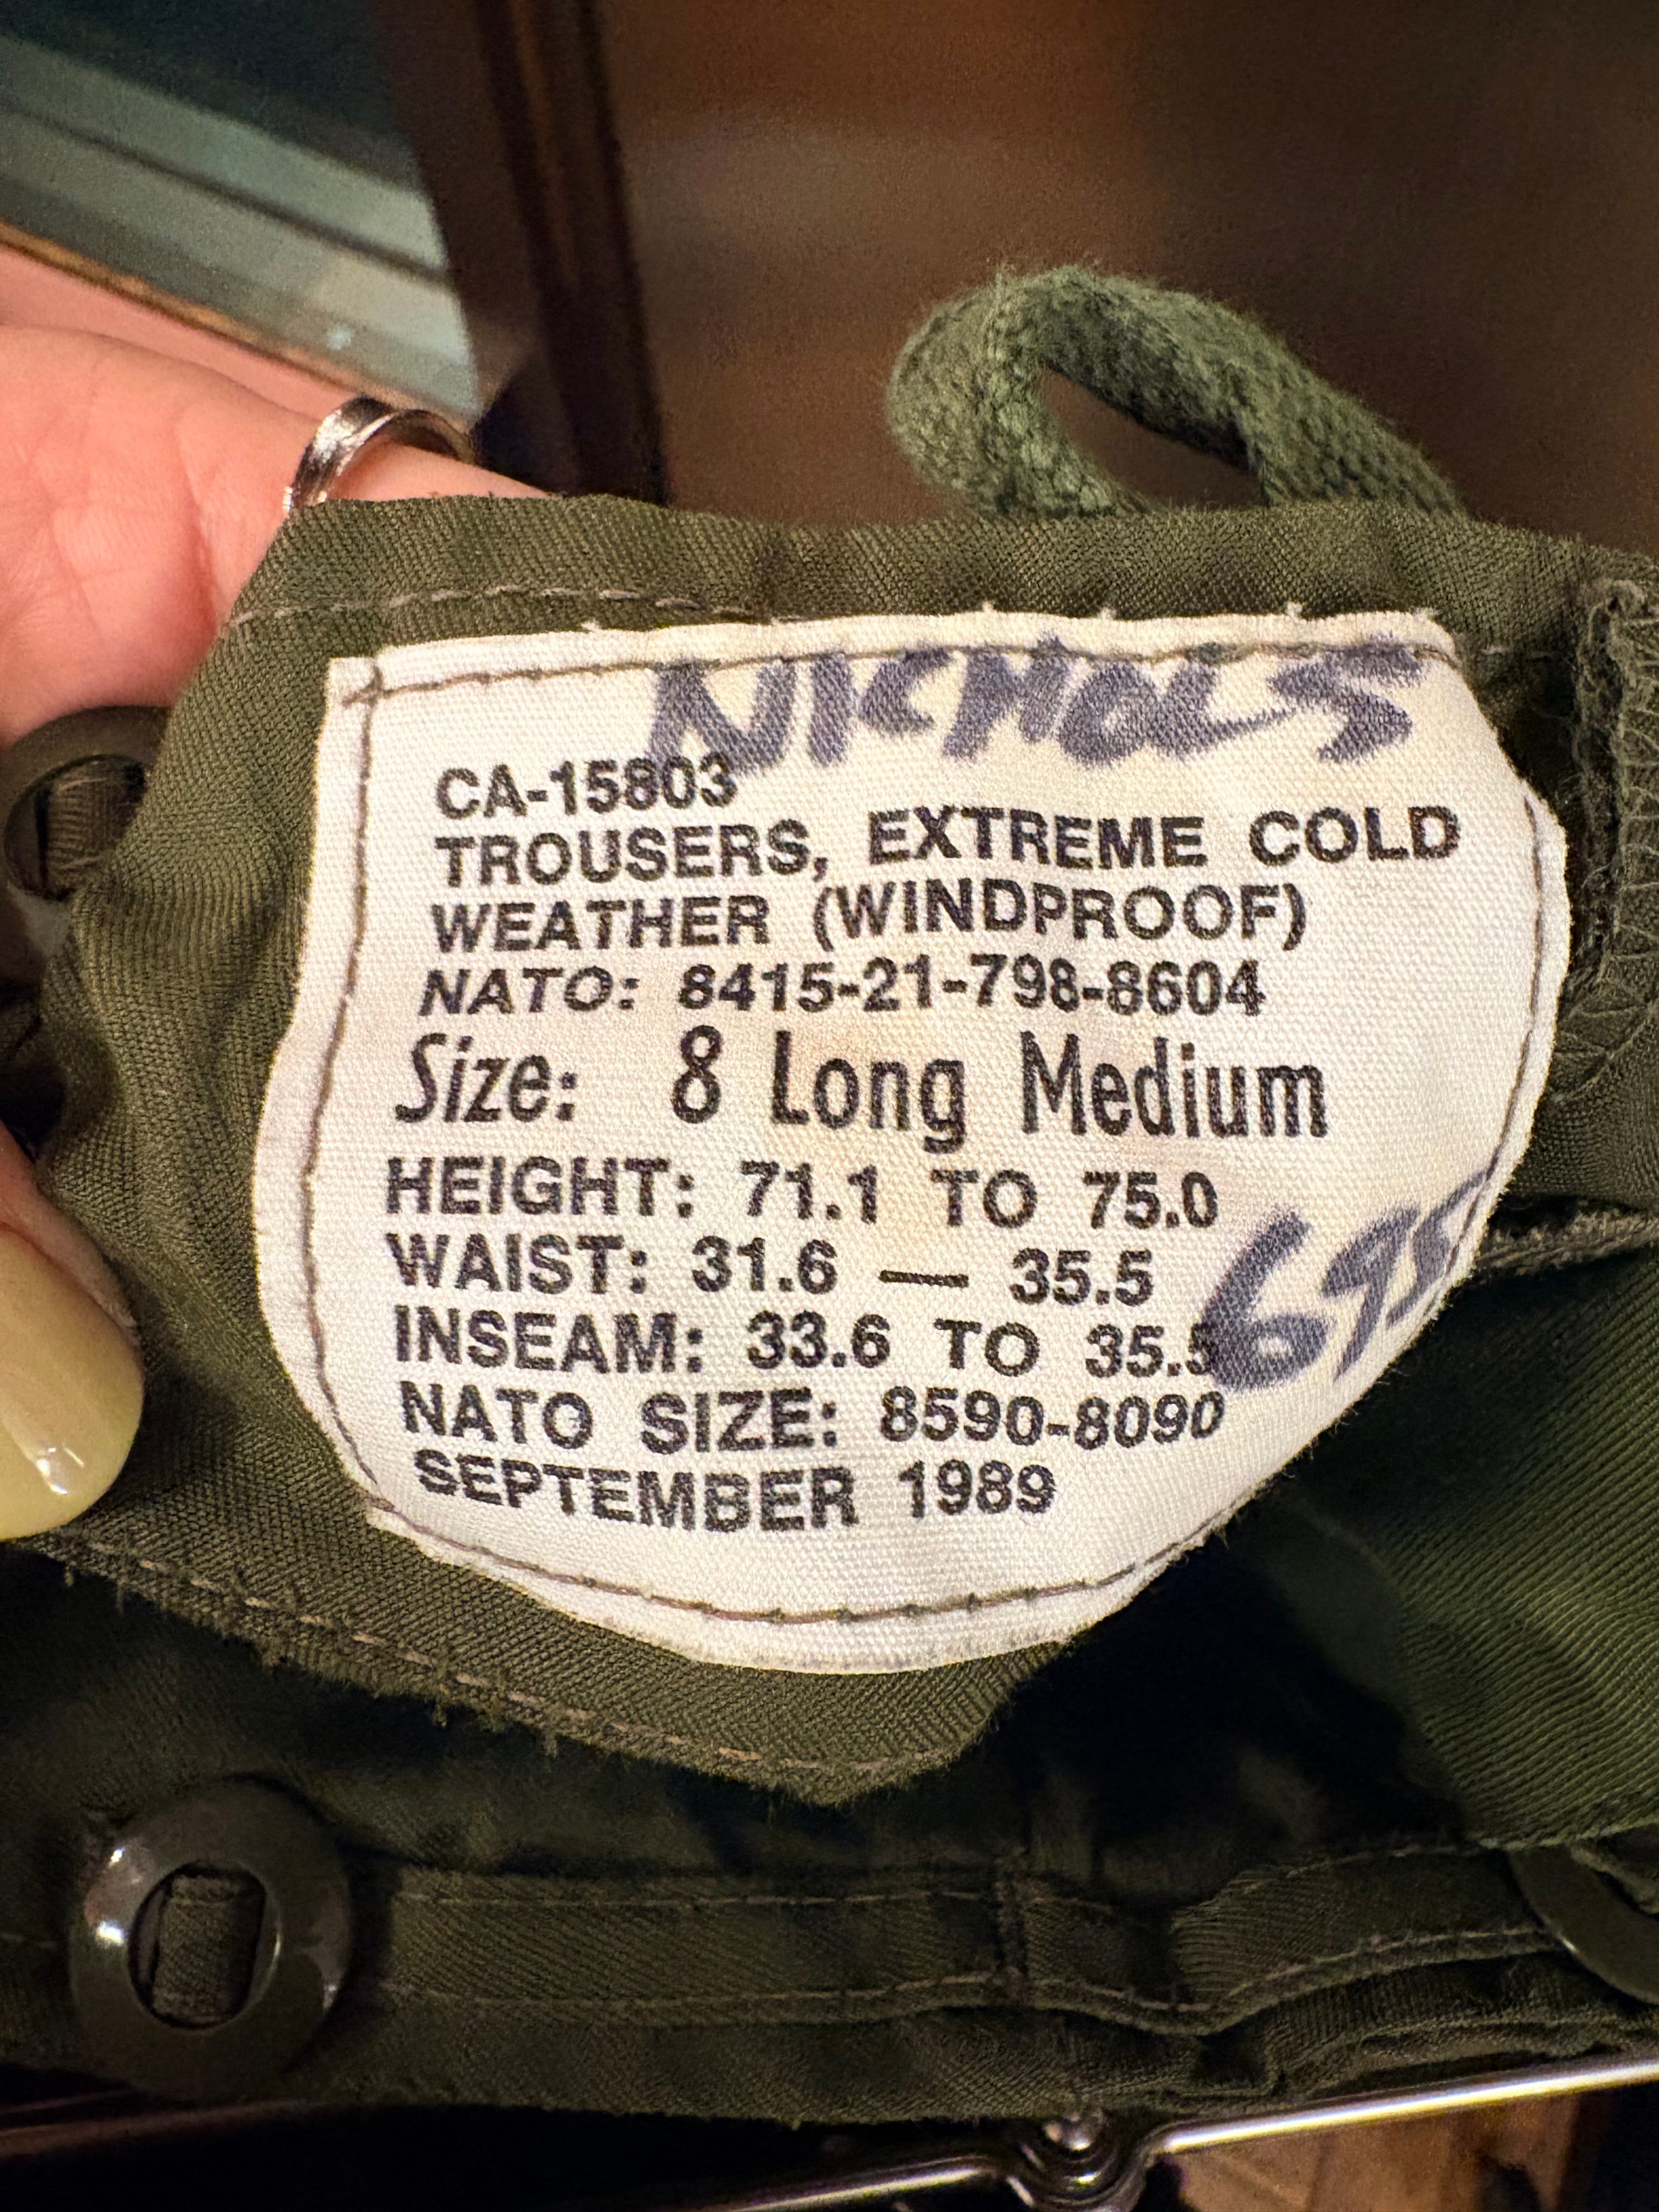 NICHOLS
CA-15803
TROUSERS, EXTREME COLD
WEATHER (WINDPROOF)
NATO: 8415-21-798-8604
Size: 8 Long Medium
HEIGHT: 71.1 TO 75.0
WAIST: 31.6 — 35.5
INSEAM: 33.6 TO 35.5
NATO SIZE: 8590-8090
SEPTEMBER 1989